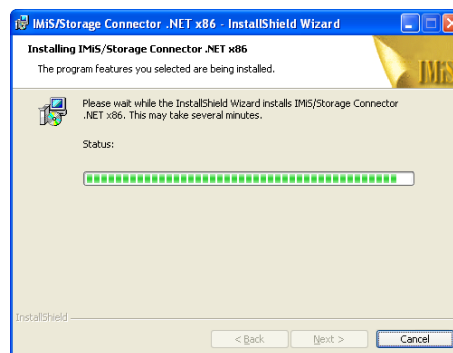 IMiS/Storage Connector .NET x86 - InstallShield Wizard
Installing IMiS/Storage Connector .NET x86
The program features you selected are being installed.
IMiS
Please wait while the InstallShield Wizard installs IMiS/Storage Connector
.NET x86. This may take several minutes.
Status:
InstallShield
< Back
Next >
Cancel